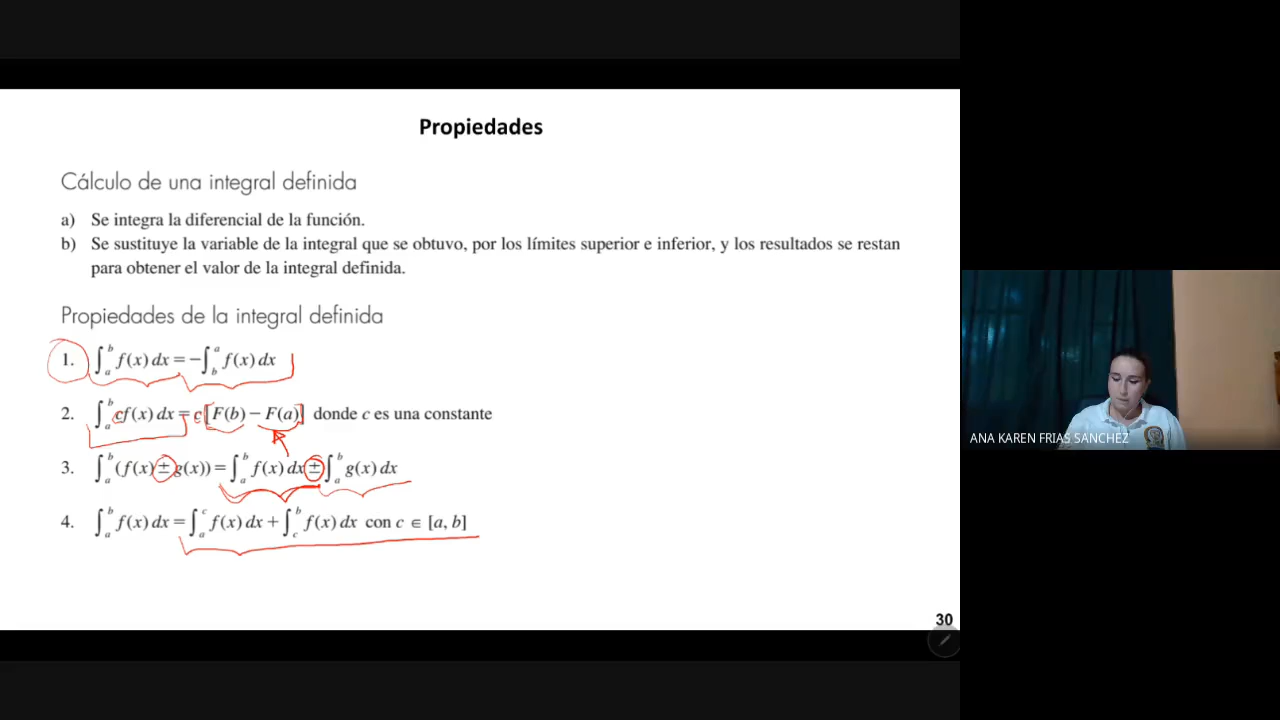 Propiedades
Cálculo de una integral definida
a) Se integra la diferencial de la función.
b) Se sustituye la variable de la integral que se obtuvo, por los límites superior e inferior, y los resultados se restan
para obtener el valor de la integral definida.
Propiedades de la integral definida
1. ∫_a^b f(x) dx = −∫_b^a f(x) dx
2. ∫_a^b cf(x) dx = c[F(b) − F(a)] donde c es una constante
3. ∫_a^b (f(x) ± g(x)) = ∫_a^b f(x) dx ± ∫_a^b g(x) dx
4. ∫_a^b f(x) dx = ∫_a^c f(x) dx + ∫_c^b f(x) dx con c ∈ [a, b]
30
ANA KAREN FRIAS SANCHEZ